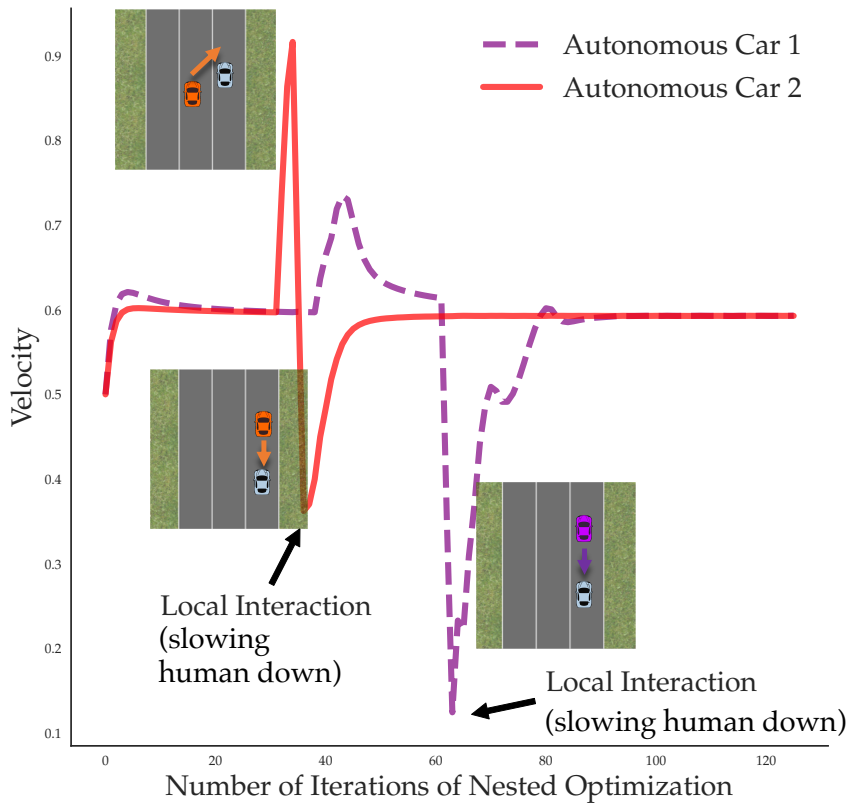 Autonomous Car 1
Autonomous Car 2
Velocity
0.9
0.8
0.7
0.6
0.5
0.4
0.3
0.2
0.1
Local Interaction
(slowing
human down)
Local Interaction
(slowing human down)
0
20
40
60
80
100
120
Number of Iterations of Nested Optimization